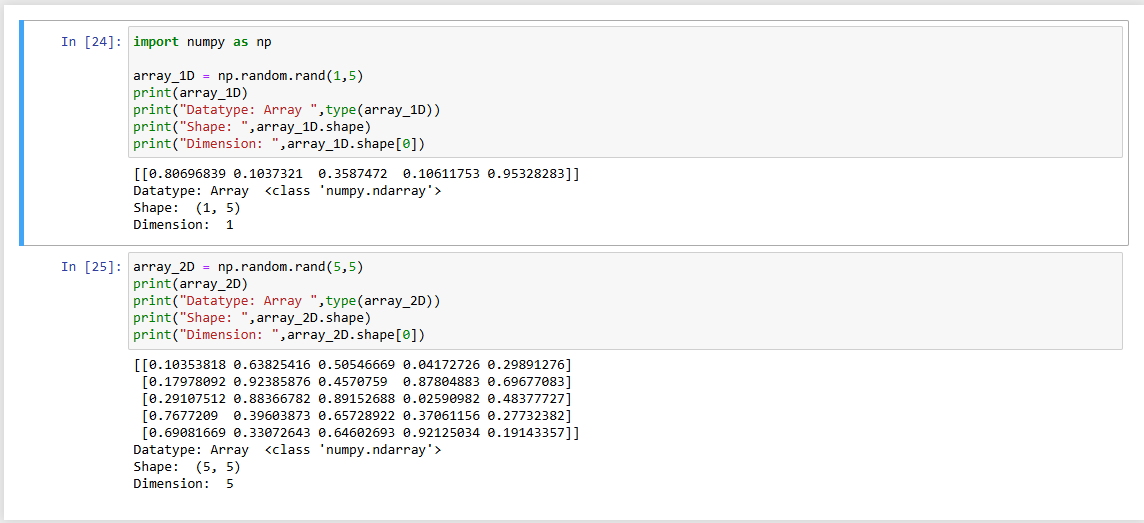 In [24]: import numpy as np
array_1D = np.random.rand(1,5)
print(array_1D)
print("Datatype: Array ",type(array_1D))
print("Shape: ",array_1D.shape)
print("Dimension: ",array_1D.shape[0])
[[0.80696839 0.1037321  0.3587472  0.10611753 0.95328283]]
Datatype: Array  <class 'numpy.ndarray'>
Shape:  (1, 5)
Dimension:  1
In [25]: array_2D = np.random.rand(5,5)
print(array_2D)
print("Datatype: Array ",type(array_2D))
print("Shape: ",array_2D.shape)
print("Dimension: ",array_2D.shape[0])
[[0.10353818 0.63825416 0.50546669 0.04172726 0.29891276]
 [0.17978092 0.92385876 0.4570759  0.87804883 0.69677083]
 [0.29107512 0.88366782 0.89152688 0.02590982 0.48377727]
 [0.7677209  0.39603873 0.65728922 0.37061156 0.27732382]
 [0.69081669 0.33072643 0.64602693 0.92125034 0.19143357]]
Datatype: Array  <class 'numpy.ndarray'>
Shape:  (5, 5)
Dimension:  5